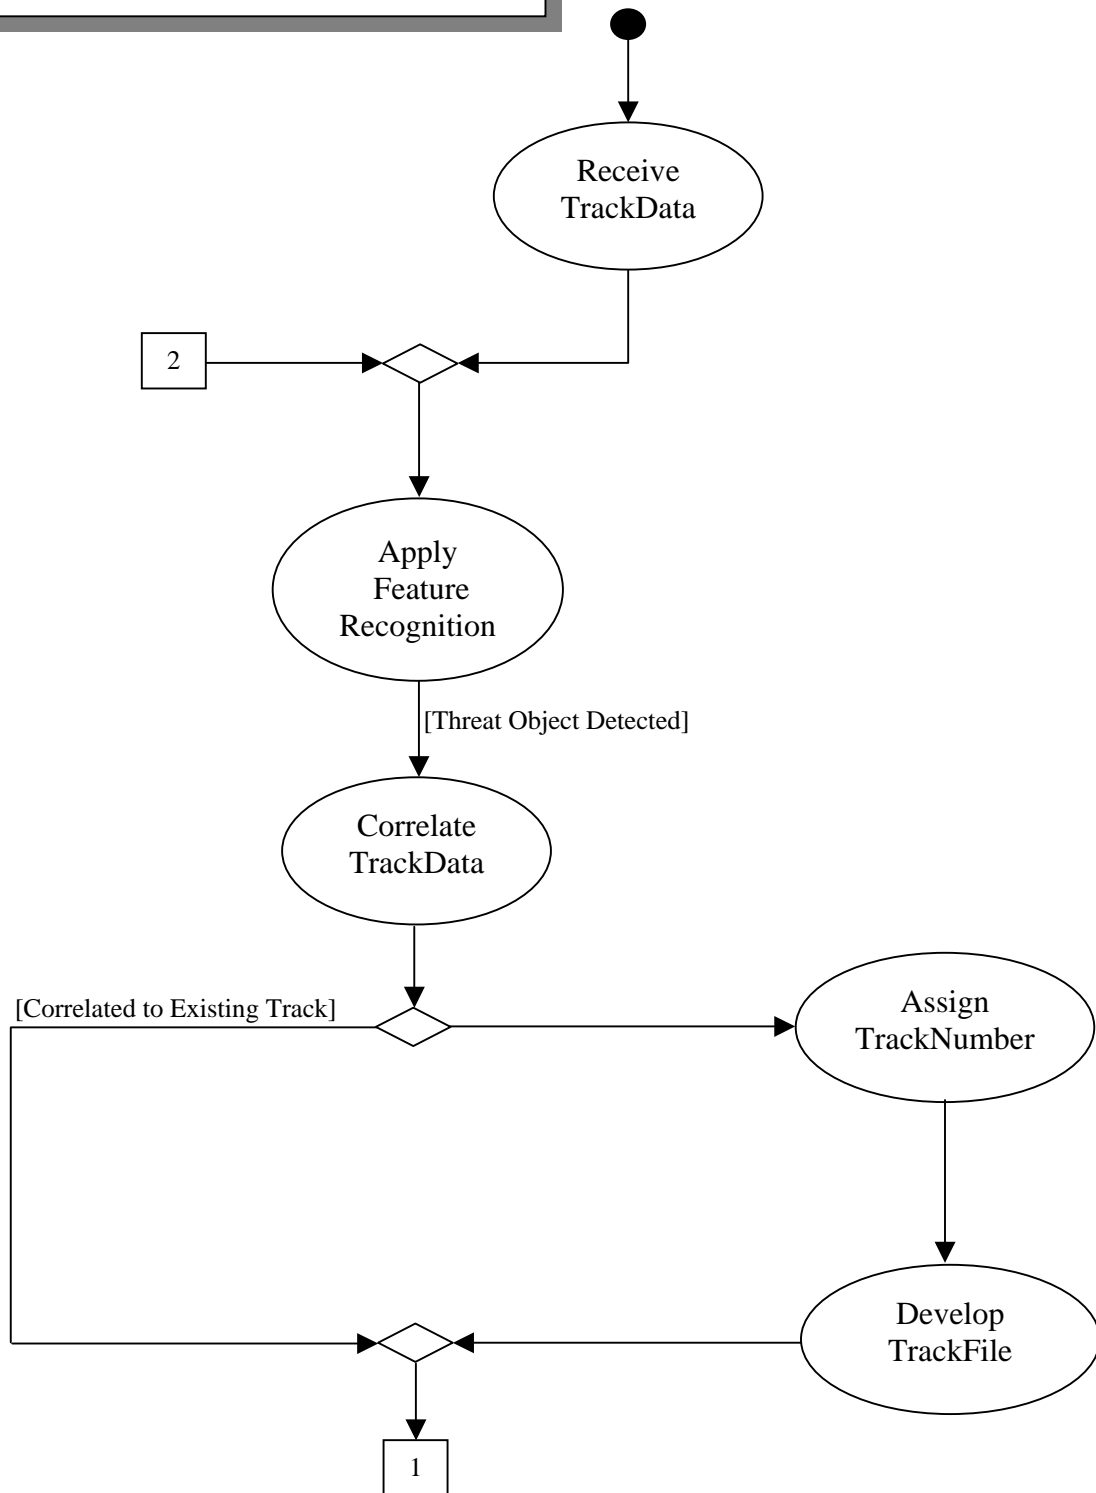 Receive
TrackData
2
Apply
Feature
Recognition
[Threat Object Detected]
Correlate
TrackData
[Correlated to Existing Track]
Assign
TrackNumber
Develop
TrackFile
1